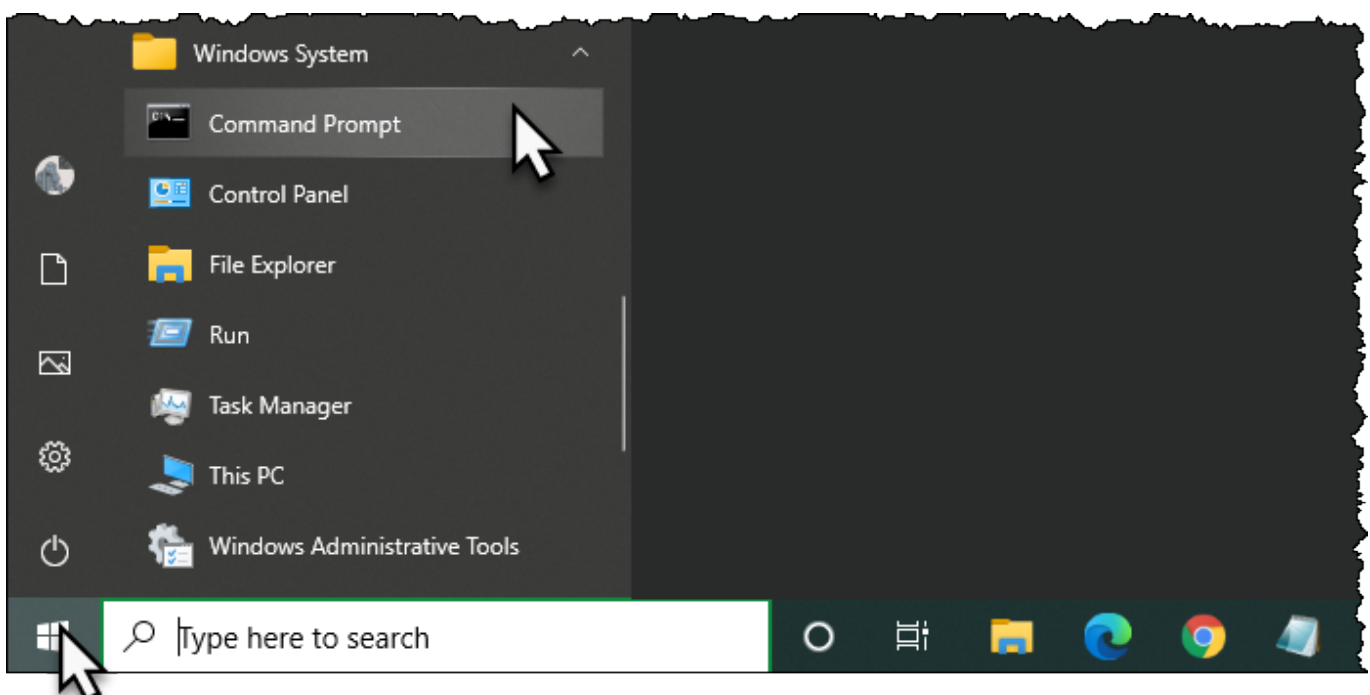 Windows System
Command Prompt
Control Panel
File Explorer
Run
Task Manager
This PC
Windows Administrative Tools
Type here to search